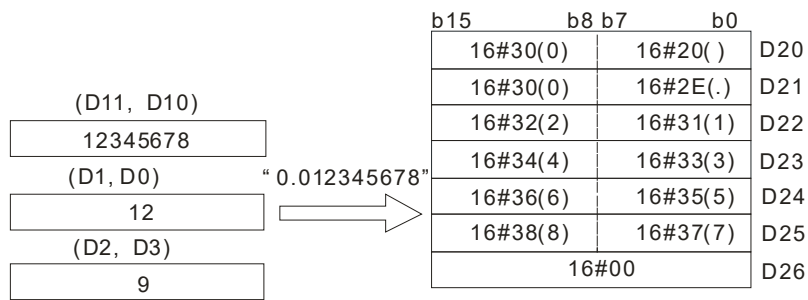 b15 b8 b7 b0
16#30(0) 16#20( ) D20
16#30(0) 16#2E(.) D21
16#32(2) 16#31(1) D22
16#34(4) 16#33(3) D23
16#36(6) 16#35(5) D24
16#38(8) 16#37(7) D25
16#00 D26
(D11, D10)
12345678
(D1, D0)
12
(D2, D3)
9
“0.012345678”